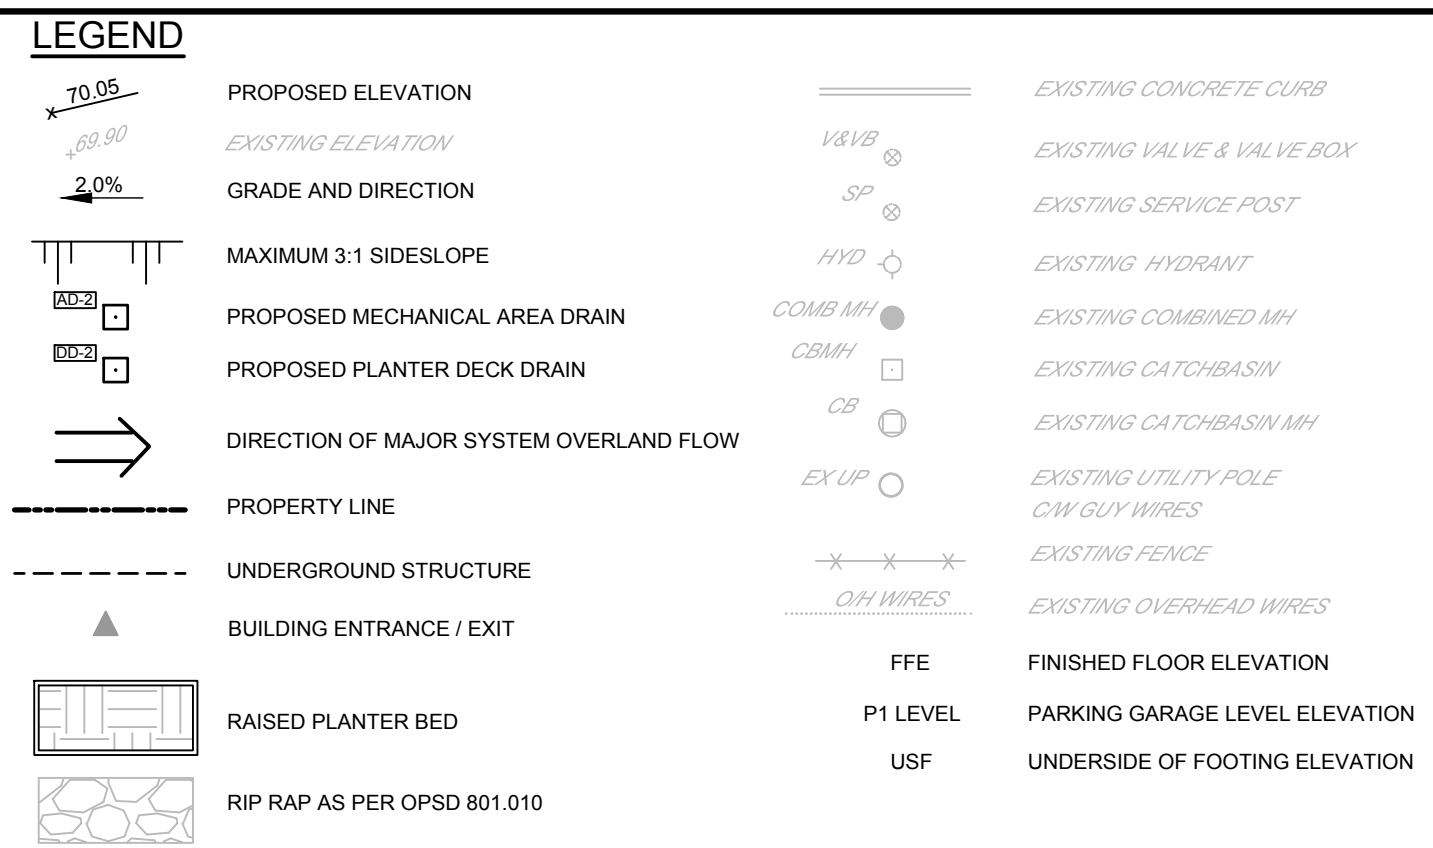 LEGEND
70.05 PROPOSED ELEVATION
69.90 EXISTING ELEVATION
2.0% GRADE AND DIRECTION
MAXIMUM 3:1 SIDESLOPE
AD-2 PROPOSED MECHANICAL AREA DRAIN
DD-2 PROPOSED PLANTER DECK DRAIN
DIRECTION OF MAJOR SYSTEM OVERLAND FLOW
PROPERTY LINE
UNDERGROUND STRUCTURE
BUILDING ENTRANCE / EXIT
RAISED PLANTER BED
RIP RAP AS PER OPSD 801.010
EXISTING CONCRETE CURB
V&VB EXISTING VALVE & VALVE BOX
SP EXISTING SERVICE POST
HYD EXISTING HYDRANT
COMB MH EXISTING COMBINED MH
CBMH EXISTING CATCHBASIN
CB EXISTING CATCHBASIN MH
EX UP EXISTING UTILITY POLE
C/W GUY WIRES
EXISTING FENCE
O/H WIRES EXISTING OVERHEAD WIRES
FFE FINISHED FLOOR ELEVATION
P1 LEVEL PARKING GARAGE LEVEL ELEVATION
USF UNDERSIDE OF FOOTING ELEVATION